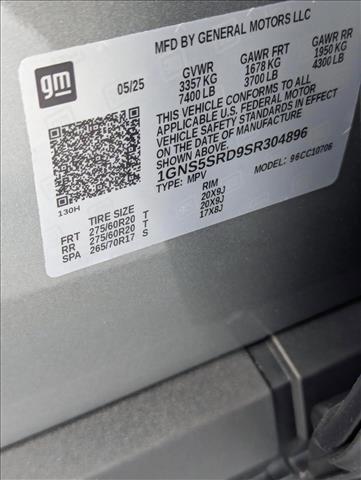 MFD BY GENERAL MOTORS LLC
gm
05/25
GVWR GAWR FRT GAWR RR
3357 KG 1678 KG 1950 KG
7400 LB 3700 LB 4300 LB
THIS VEHICLE CONFORMS TO ALL
APPLICABLE U.S. FEDERAL MOTOR
VEHICLE SAFETY
IN EFFECT
ON THE DATE OF MANUFACTURE
SHOWN ABOVE.
1GNS5SRD9SR304896
TYPE: MPV MODEL: 96CC10706
130H
TIRE SIZE RIM
FRT 275/60R20 T 20X9J
RR 275/60R20 T 20X9J
SPA 265/70R17 S 17X8J